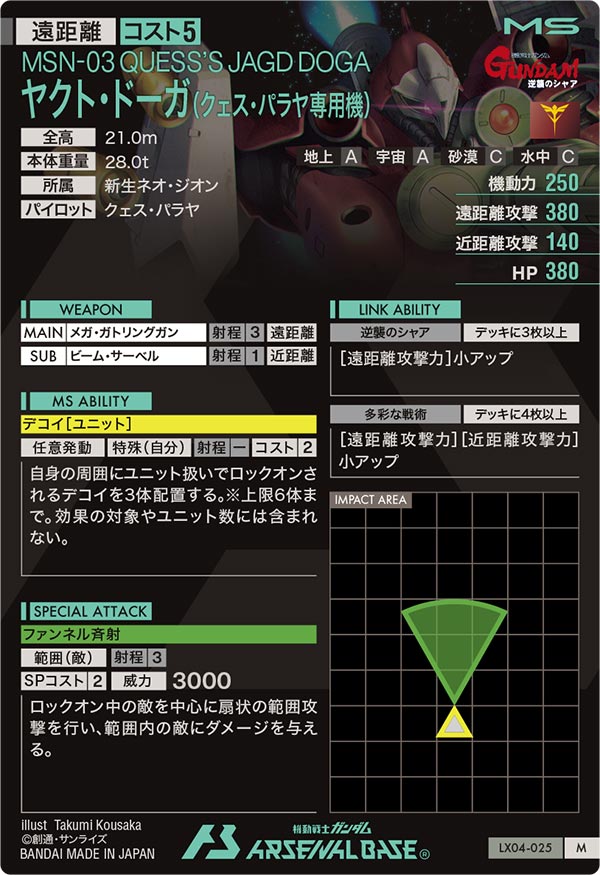 遠距離 コスト5
MS
MSN-03 QUESS'S JAGD DOGA
ヤクト・ドーガ(クェス・パラヤ専用機)
機動戦士ガンダム
GUNDAM
逆襲のシャア
全高 21.0m
本体重量 28.0t
所属 新生ネオ・ジオン
パイロット クェス・パラヤ
地上 A 宇宙 A 砂漠 C 水中 C
機動力 250
遠距離攻撃 380
近距離攻撃 140
HP 380
WEAPON
MAIN メガ・ガトリングガン 射程 3 遠距離
SUB ビーム・サーベル 射程 1 近距離
MS ABILITY
デコイ[ユニット]
任意発動 特殊(自分) 射程 ー コスト 2
自身の周囲にユニット扱いでロックオンさ
れるデコイを3体配置する。※上限6体ま
で。効果の対象やユニット数には含まれ
ない。
SPECIAL ATTACK
ファンネル斉射
範囲(敵) 射程 3
SPコスト 2 威力 3000
ロックオン中の敵を中心に扇状の範囲攻
撃を行い、範囲内の敵にダメージを与え
る。
LINK ABILITY
逆襲のシャア デッキに3枚以上
[遠距離攻撃力]小アップ
多彩な戦術 デッキに4枚以上
[遠距離攻撃力][近距離攻撃力]
小アップ
IMPACT AREA
illust Takumi Kousaka
©創通・サンライズ
BANDAI MADE IN JAPAN
機動戦士ガンダム
AB ARSENAL BASE®
LX04-025 M